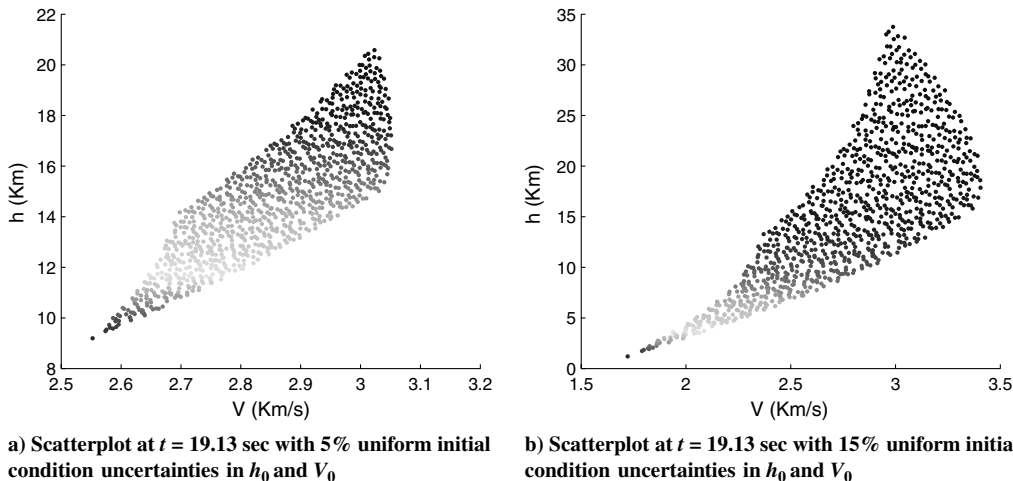 22
20
18
16
14
12
10
8
h (Km)
2.5 2.6 2.7 2.8 2.9 3 3.1 3.2
V (Km/s)
a) Scatterplot at t = 19.13 sec with 5% uniform initial
condition uncertainties in h0 and V0
35
30
25
20
15
10
5
0
h (Km)
1.5 2 2.5 3 3.5
V (Km/s)
b) Scatterplot at t = 19.13 sec with 15% uniform initia
condition uncertainties in h0 and V0